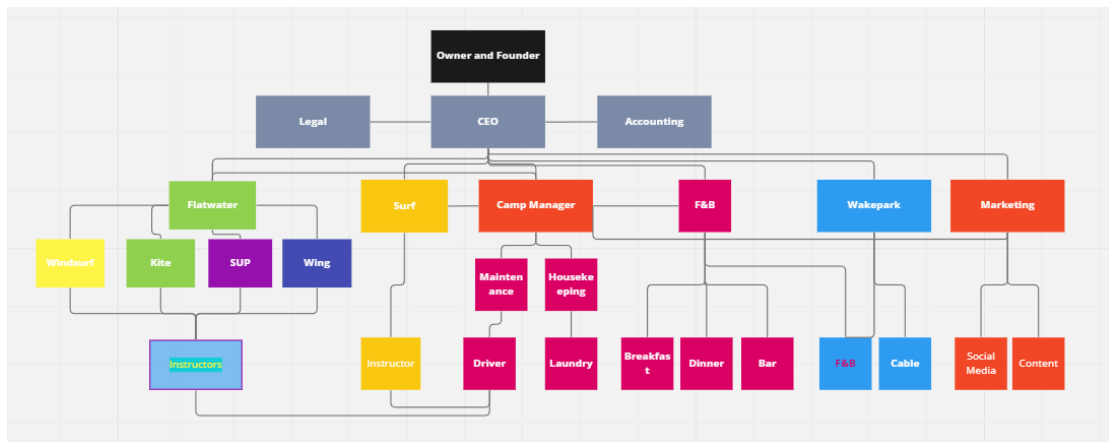 Owner and Founder
Legal
CEO
Accounting
Flatwater
Surf
Camp Manager
F&B
Wakepark
Marketing
Windsurf
Kite
SUP
Wing
Mainten
ance
Houseke
eping
Instructors
Instructor
Driver
Laundry
Breakfas
t
Dinner
Bar
F&B
Cable
Social
Media
Content